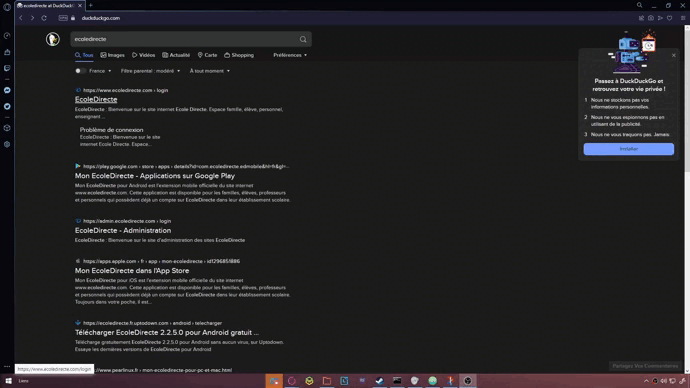 ecoledirecte at DuckDuckGo
VPN
duckduckgo.com
ecoledirecte
Tous Images Vidéos Actualité Carte Shopping Préférences
France Filtre parental : modéré À tout moment
https://www.ecoledirecte.com › login
EcoleDirecte
EcoleDirecte : Bienvenue sur le site internet Ecole Directe. Espace famille, élève, personnel,
enseignant ...
Problème de connexion
EcoleDirecte : Bienvenue sur le site
internet Ecole Directe. Espace...
https://play.google.com › store › apps › details?id=com.ecoledirecte.edmobile&hl=fr&gl=...
Mon EcoleDirecte - Applications sur Google Play
Mon EcoleDirecte pour Android est l'extension mobile officielle du site internet
www.ecoledirecte.com. Cette application est disponible pour les familles, élèves, professeurs
et personnels qui possèdent déjà un compte sur EcoleDirecte dans leur établissement scolaire.
https://admin.ecoledirecte.com › login
EcoleDirecte - Administration
EcoleDirecte : Bienvenue sur le site d'administration des sites EcoleDirecte
https://apps.apple.com › fr › app › mon-ecoledirecte › id1296851886
Mon EcoleDirecte dans l'App Store
Mon EcoleDirecte pour iOS est l'extension mobile officielle du site internet
www.ecoledirecte.com. Cette application est disponible pour les familles, élèves, professeurs
et personnels qui possèdent déjà un compte sur EcoleDirecte dans leur établissement scolaire.
Toujours dans votre poche, il est...
https://ecoledirecte.fr.uptodown.com › android › telecharger
Télécharger EcoleDirecte 2.2.5.0 pour Android gratuit ...
Télécharge gratuitement EcoleDirecte 2.2.5.0 pour Android sans aucun virus, sur Uptodown.
Essaye les dernières versions de EcoleDirecte pour Android
www.pearlinux.fr › mon-ecoledirecte-pour-pc-et-mac.html
https://www.ecoledirecte.com/login
Passez à DuckDuckGo et
retrouvez votre vie privée !
1 Nous ne stockons pas vos
informations personnelles.
2 Nous ne vous espionnons pas en
utilisant de la publicité.
3 Nous ne vous traquons pas. Jamais.
Installer
Partagez Vos Commentaires
Liens